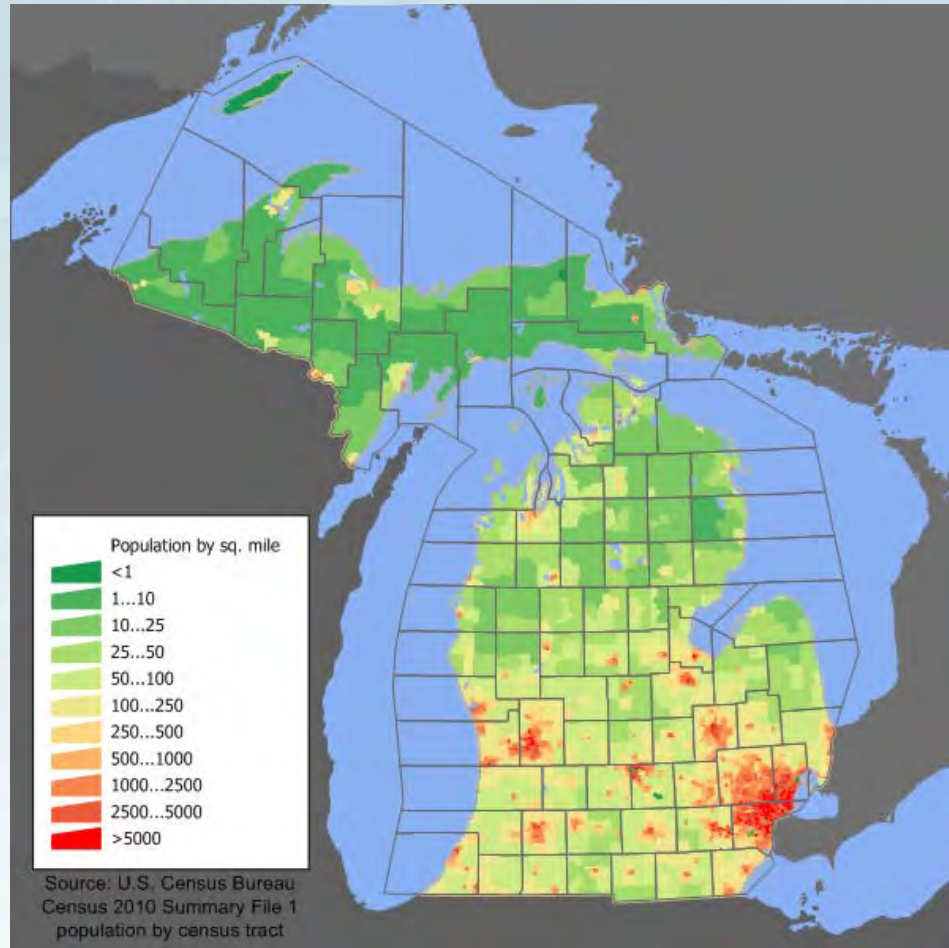 Population by sq. mile
<1
1...10
10...25
25...50
50...100
100...250
250...500
500...1000
1000...2500
2500...5000
>5000
Source: U.S. Census Bureau
Census 2010 Summary File 1
population by census tract